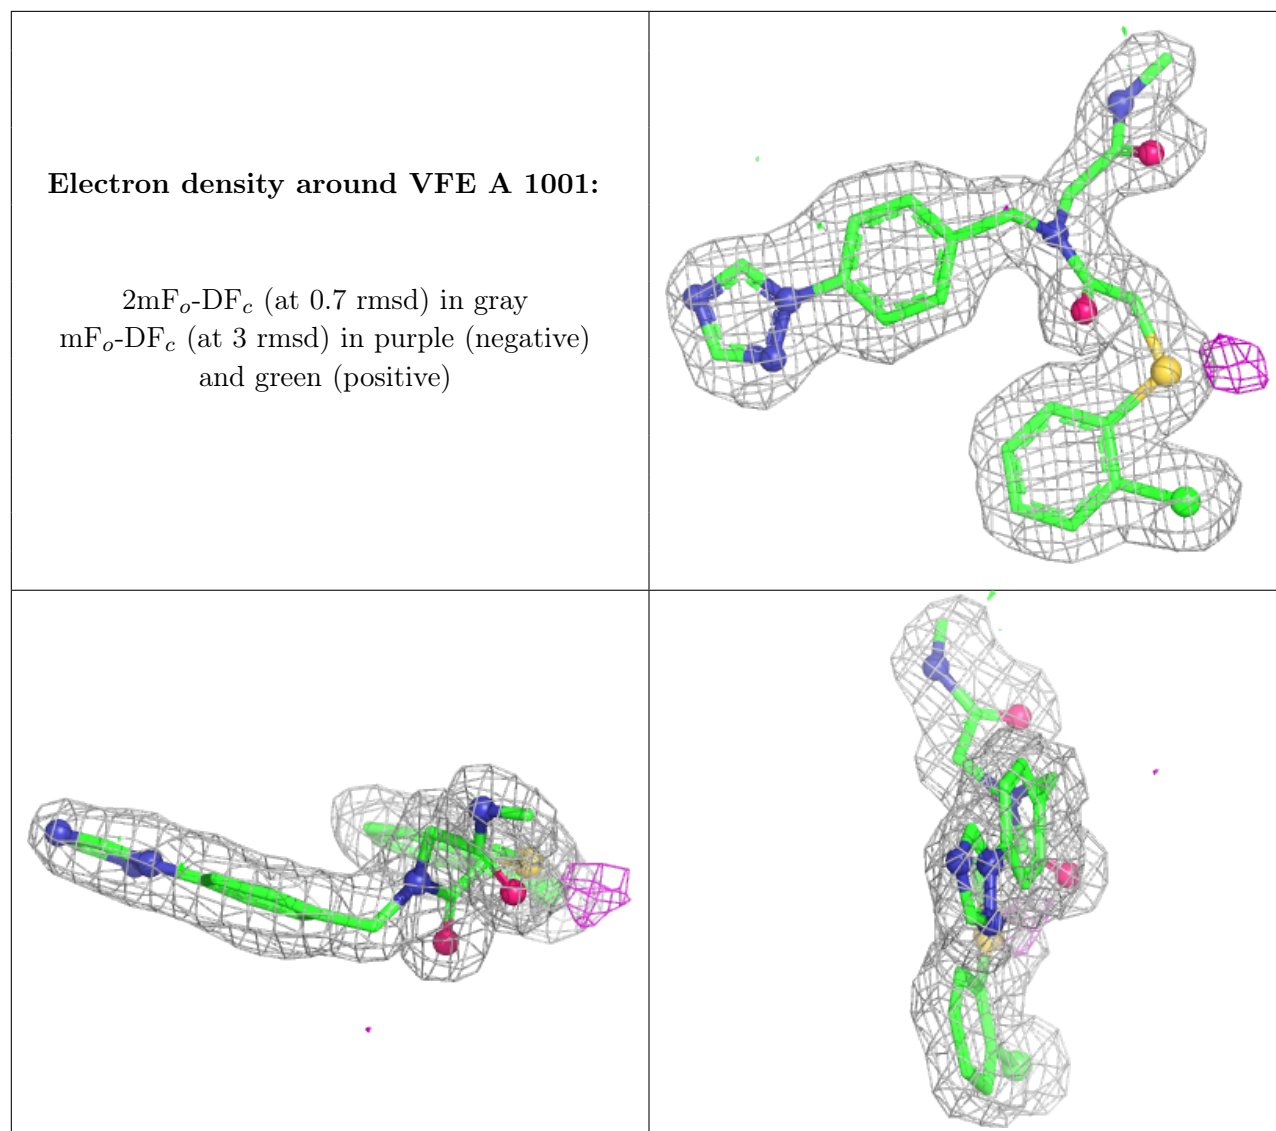 Electron density around VFE A 1001:
2mFo-DFc (at 0.7 rmsd) in gray
mFo-DFc (at 3 rmsd) in purple (negative)
and green (positive)